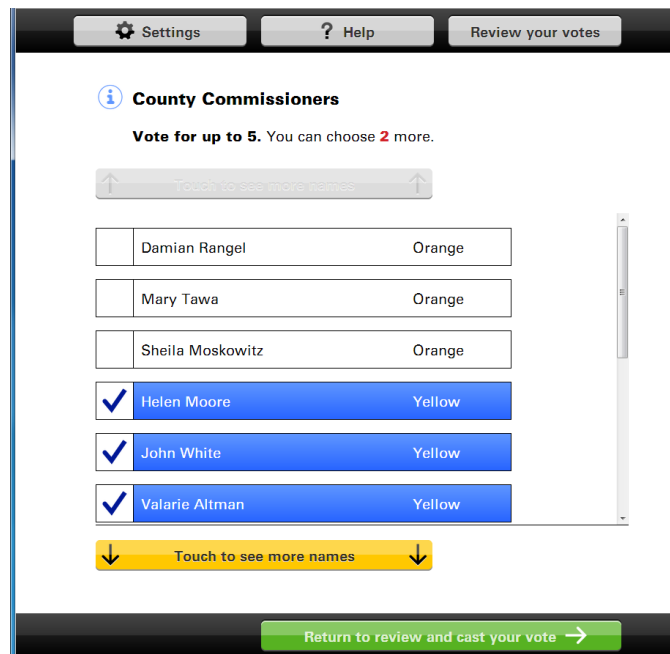 Settings
? Help
Review your votes
County Commissioners
Vote for up to 5. You can choose 2 more.
Touch to see more names
Damian Rangel Orange
Mary Tawa Orange
Sheila Moskowitz Orange
Helen Moore Yellow
John White Yellow
Valarie Altman Yellow
Touch to see more names
Return to review and cast your vote